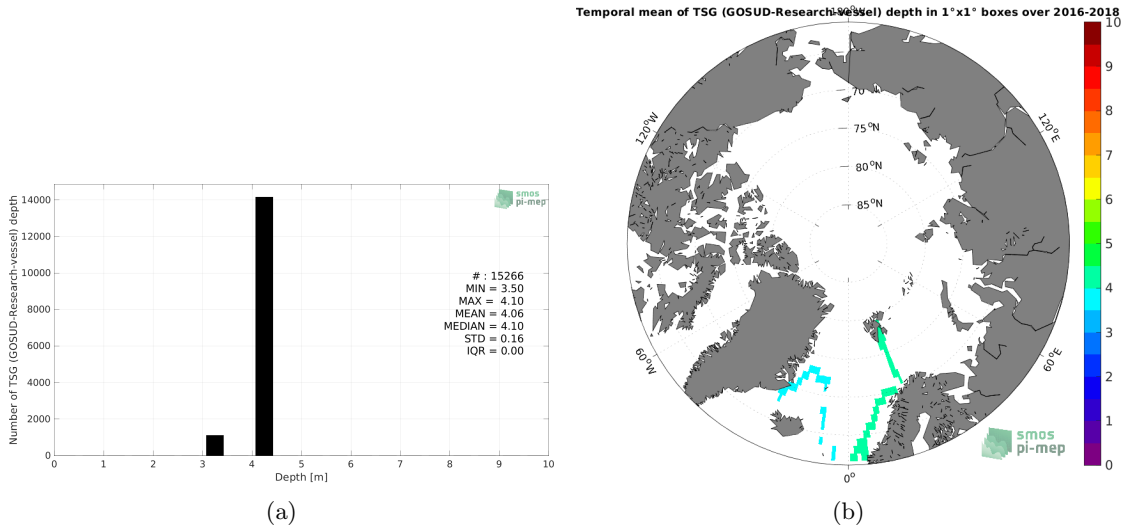 Temporal mean of TSG (GOSUD-Research-vessel) depth in 1°x1° boxes over 2016-2018
180°W
120°W
120°E
60°W
60°E
0°
70
75°N
80°N
85°N
10
9
8
7
6
5
4
3
2
1
0
smos
pi-mep
Number of TSG (GOSUD-Research-vessel) depth
14000
12000
10000
8000
6000
4000
2000
0
0 1 2 3 4 5 6 7 8 9 10
Depth [m]
smos
pi-mep
# : 15266
MIN = 3.50
MAX = 4.10
MEAN = 4.06
MEDIAN = 4.10
STD = 0.16
IQR = 0.00
(a)
(b)